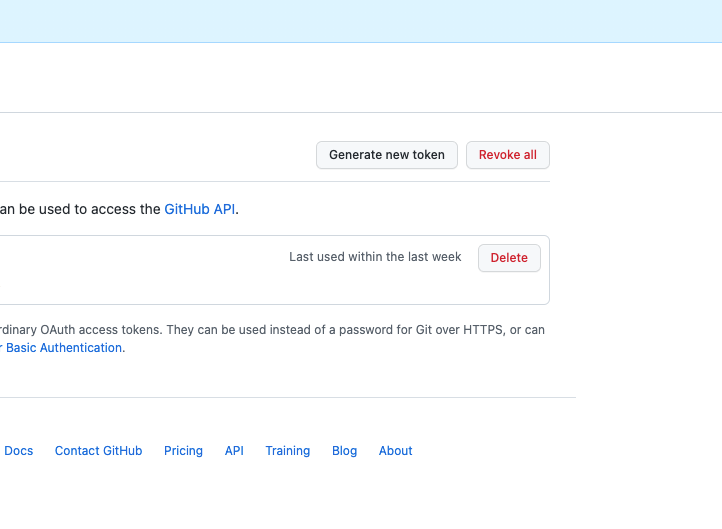 Generate new token Revoke all
an be used to access the GitHub API.
Last used within the last week Delete
rdinary OAuth access tokens. They can be used instead of a password for Git over HTTPS, or can
r Basic Authentication.
Docs Contact GitHub Pricing API Training Blog About